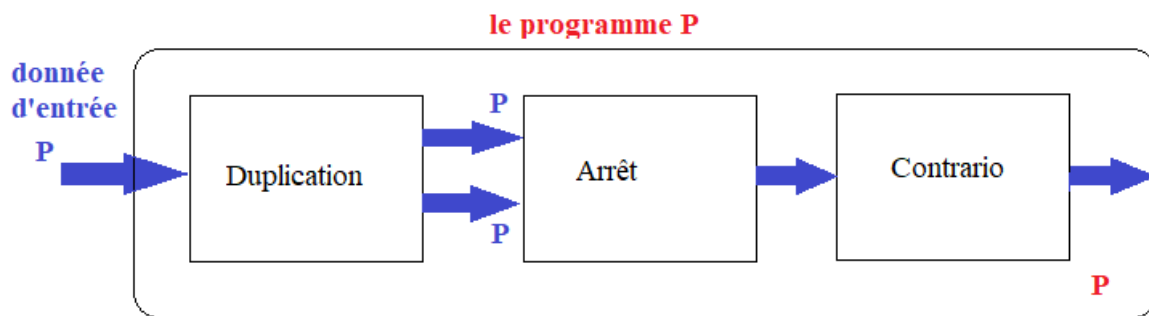 le programme P
donnée
d'entrée
P
P
P
Duplication
Arrêt
Contrario
P